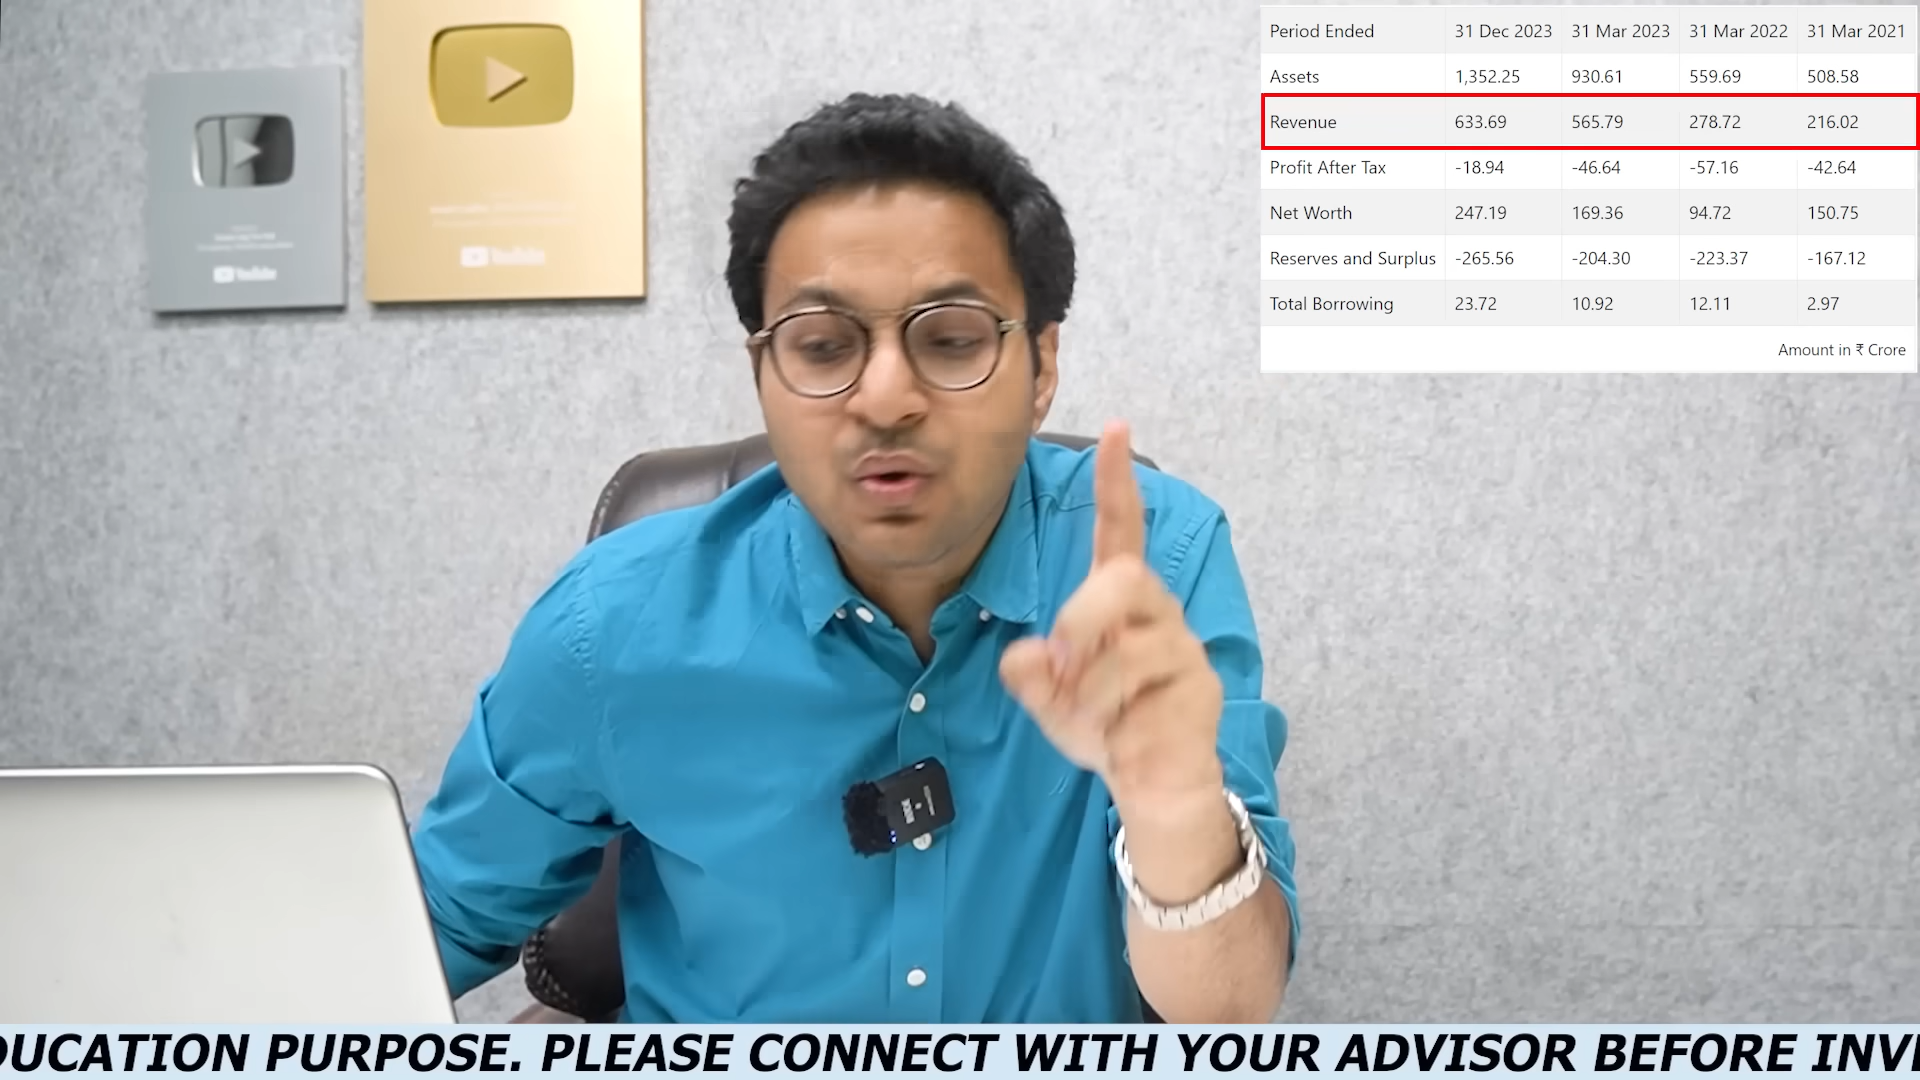 Period Ended 31 Dec 2023 31 Mar 2023 31 Mar 2022 31 Mar 2021
Assets 1,352.25 930.61 559.69 508.58
Revenue 633.69 565.79 278.72 216.02
Profit After Tax -18.94 -46.64 -57.16 -42.64
Net Worth 247.19 169.36 94.72 150.75
Reserves and Surplus -265.56 -204.30 -223.37 -167.12
Total Borrowing 23.72 10.92 12.11 2.97
Amount in ₹ Crore
YouTube
YouTube
DUCATION PURPOSE. PLEASE CONNECT WITH YOUR ADVISOR BEFORE INV